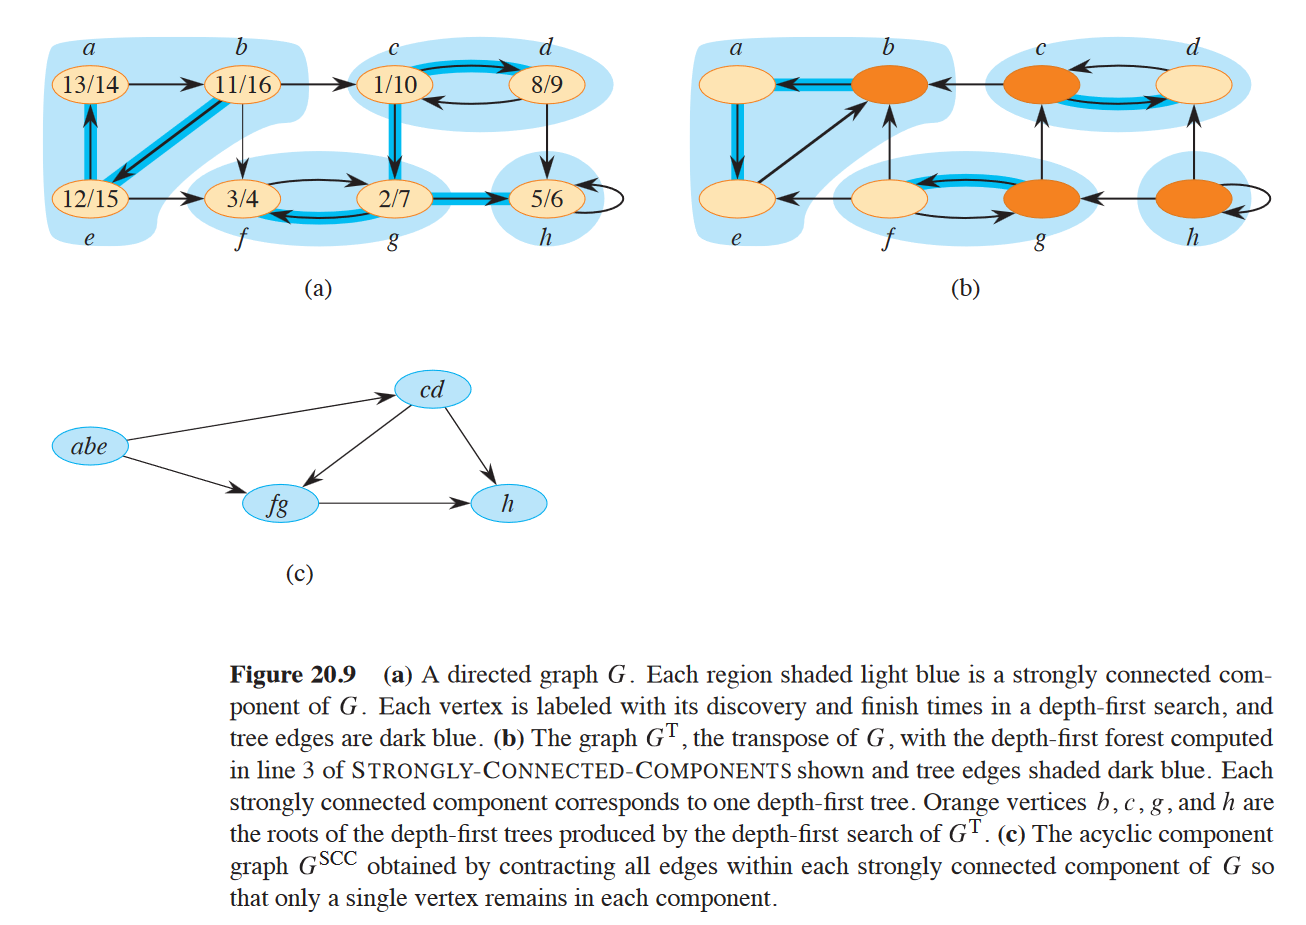 a b c d
13/14 11/16 1/10 8/9
12/15 3/4 2/7 5/6
e f g h
(a)
a b c d
e f g h
(b)
cd
abe
fg h
(c)
Figure 20.9 (a) A directed graph G. Each region shaded light blue is a strongly connected com-
ponent of G. Each vertex is labeled with its discovery and finish times in a depth-first search, and
tree edges are dark blue. (b) The graph Gᵀ, the transpose of G, with the depth-first forest computed
in line 3 of STRONGLY-CONNECTED-COMPONENTS shown and tree edges shaded dark blue. Each
strongly connected component corresponds to one depth-first tree. Orange vertices b, c, g, and h are
the roots of the depth-first trees produced by the depth-first search of Gᵀ. (c) The acyclic component
graph G^SCC obtained by contracting all edges within each strongly connected component of G so
that only a single vertex remains in each component.